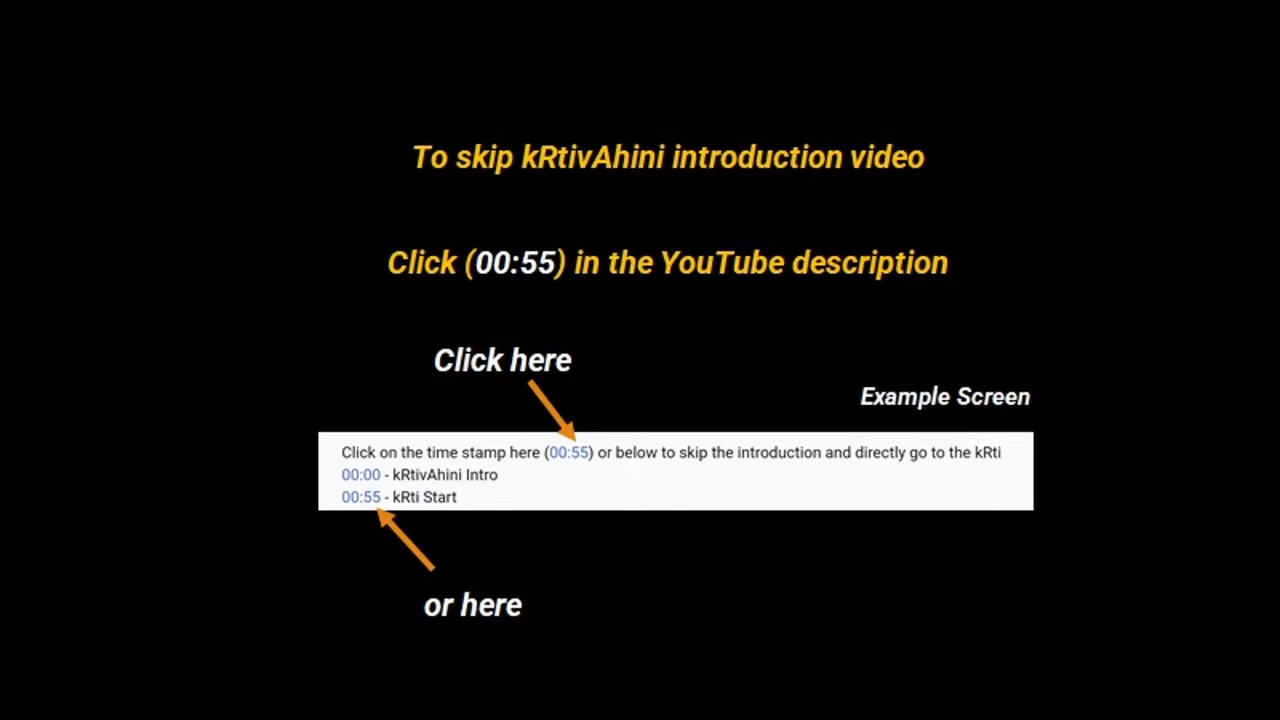 To skip kRtivAhini introduction video
Click (00:55) in the YouTube description
Click here
Example Screen
Click on the time stamp here (00:55) or below to skip the introduction and directly go to the kRti
00:00 - kRtivAhini Intro
00:55 - kRti Start
or here